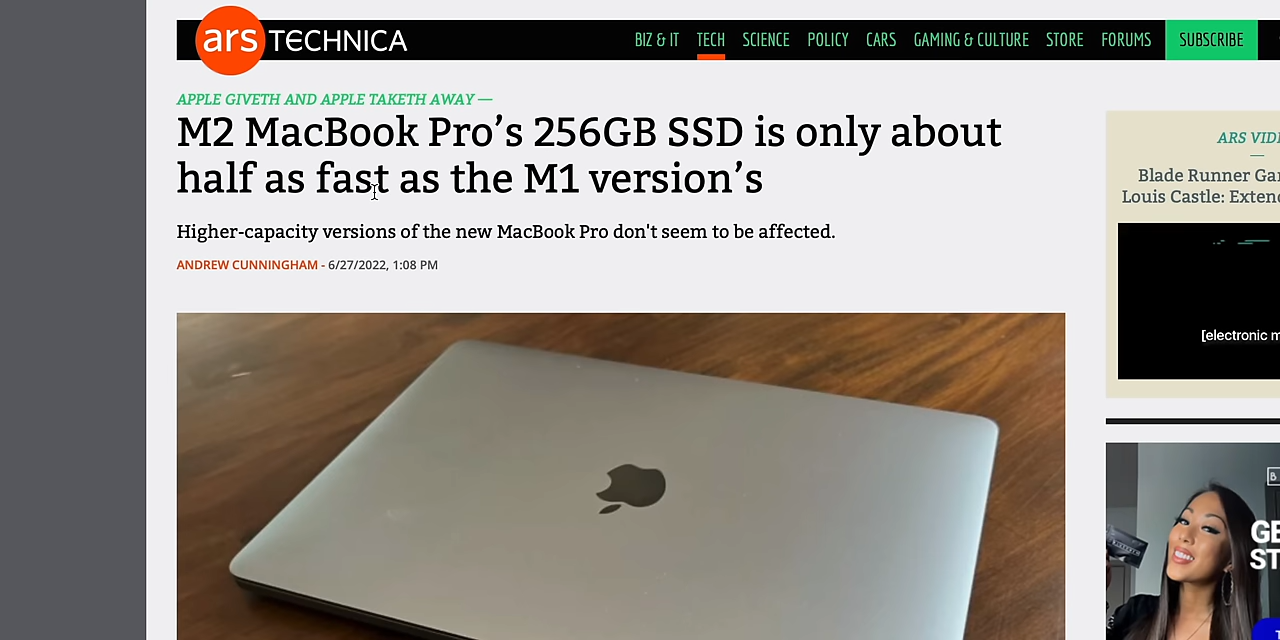 ars TECHNICA
BIZ & IT TECH SCIENCE POLICY CARS GAMING & CULTURE STORE FORUMS SUBSCRIBE
APPLE GIVETH AND APPLE TAKETH AWAY —
M2 MacBook Pro’s 256GB SSD is only about
half as fast as the M1 version’s
Higher-capacity versions of the new MacBook Pro don't seem to be affected.
ANDREW CUNNINGHAM - 6/27/2022, 1:08 PM
ARS
Blade Runner
Louis Castle:
[electronic